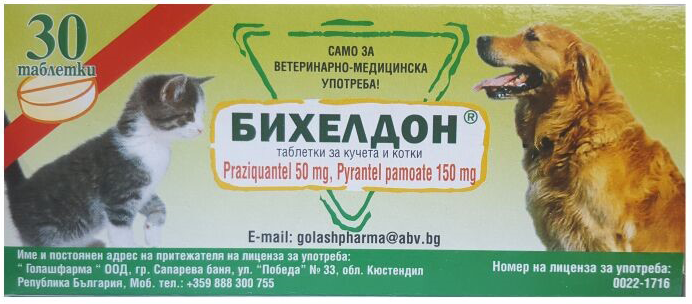 30
таблетки
САМО ЗА
ВЕТЕРИНАРНО-МЕДИЦИНСКА
УПОТРЕБА!
БИХЕЛДОН®
таблетки за кучета и котки
Praziquantel 50 mg, Pyrantel pamoate 150 mg
E-mail: golashpharma@abv.bg
Име и постоянен адрес на притежателя на лиценза за употреба:
" Голашфарма " ООД, гр. Сапарева баня, ул. "Победа" № 33, обл. Кюстендил
Република България, Моб. тел.: +359 888 300 755
Номер на лиценза за употреба:
0022-1716